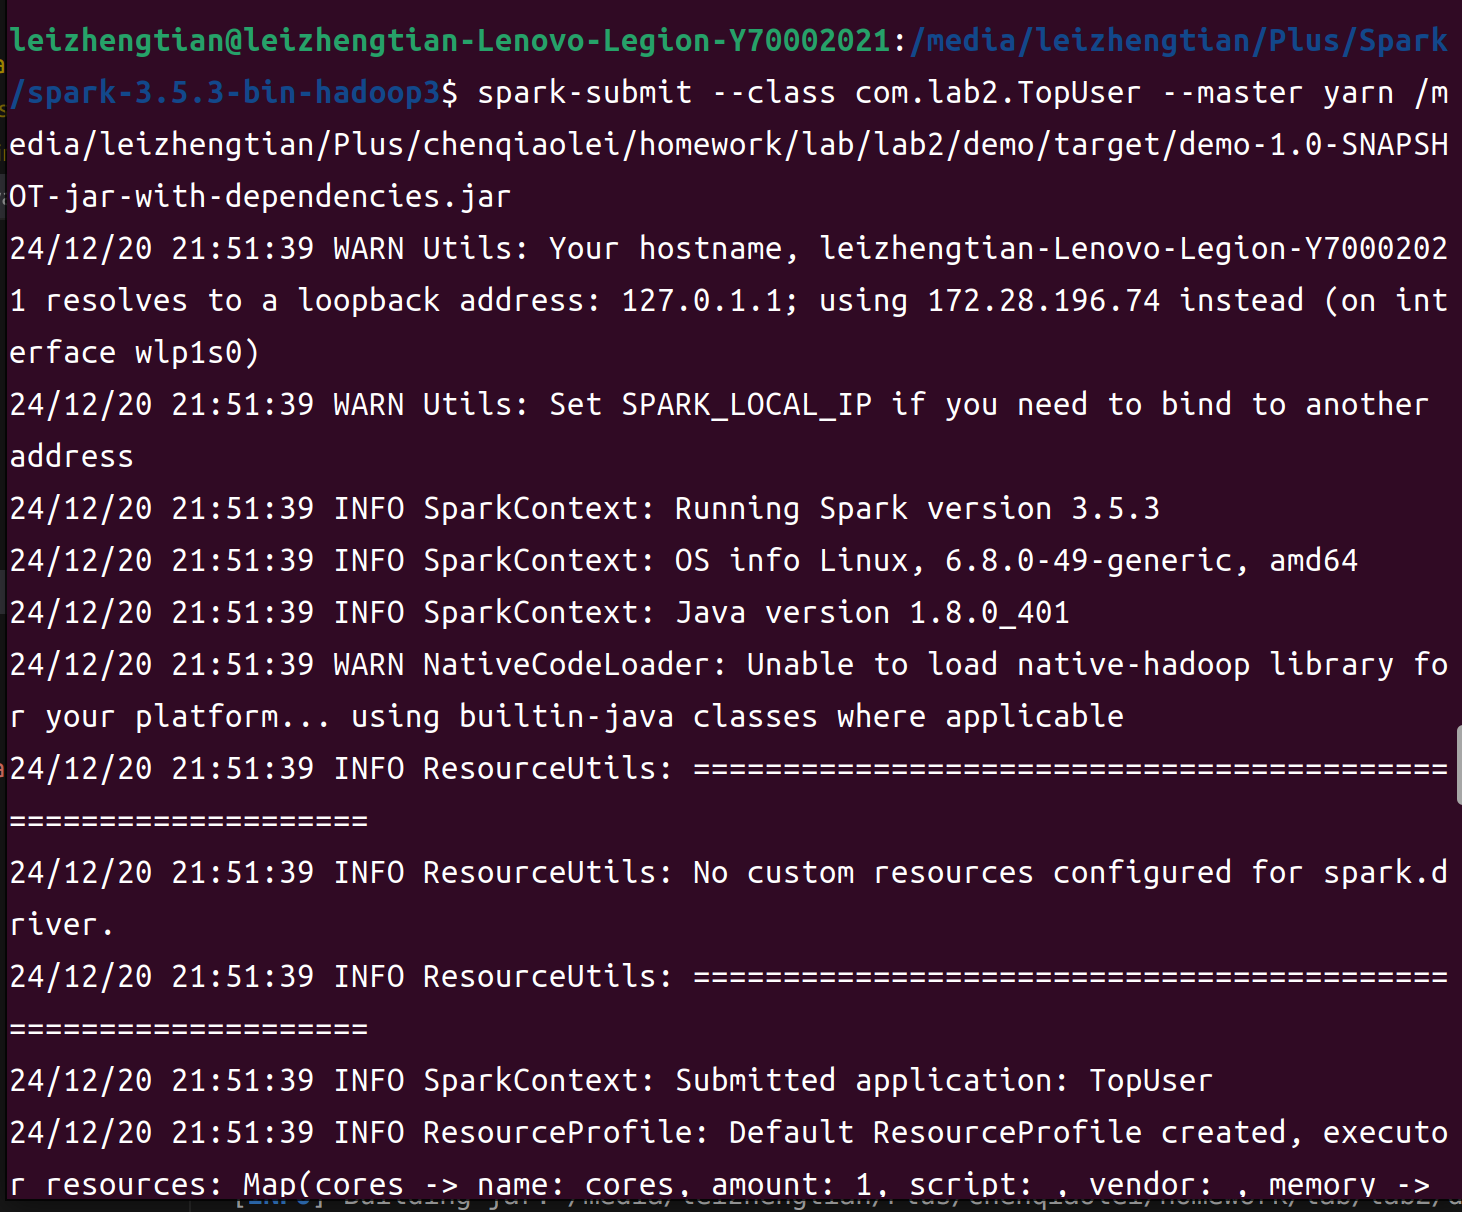 leizhengtian@leizhengtian-Lenovo-Legion-Y70002021:/media/leizhengtian/Plus/Spark
/spark-3.5.3-bin-hadoop3$ spark-submit --class com.lab2.TopUser --master yarn /m
edia/leizhengtian/Plus/chenqiaolei/homework/lab/lab2/demo/target/demo-1.0-SNAPSH
OT-jar-with-dependencies.jar
24/12/20 21:51:39 WARN Utils: Your hostname, leizhengtian-Lenovo-Legion-Y7000202
1 resolves to a loopback address: 127.0.1.1; using 172.28.196.74 instead (on int
erface wlp1s0)
24/12/20 21:51:39 WARN Utils: Set SPARK_LOCAL_IP if you need to bind to another
address
24/12/20 21:51:39 INFO SparkContext: Running Spark version 3.5.3
24/12/20 21:51:39 INFO SparkContext: OS info Linux, 6.8.0-49-generic, amd64
24/12/20 21:51:39 INFO SparkContext: Java version 1.8.0_401
24/12/20 21:51:39 WARN NativeCodeLoader: Unable to load native-hadoop library fo
r your platform... using builtin-java classes where applicable
24/12/20 21:51:39 INFO ResourceUtils: ==========================================
====================
24/12/20 21:51:39 INFO ResourceUtils: No custom resources configured for spark.d
river.
24/12/20 21:51:39 INFO ResourceUtils: ==========================================
====================
24/12/20 21:51:39 INFO SparkContext: Submitted application: TopUser
24/12/20 21:51:39 INFO ResourceProfile: Default ResourceProfile created, executo
r resources: Map(cores -> name: cores, amount: 1, script: , vendor: , memory ->